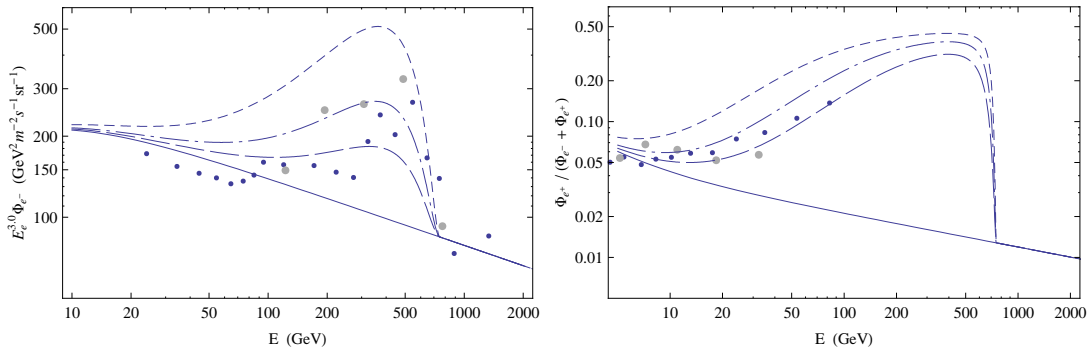 500
300
200
150
100
E_e^{3.0} Φ_{e^-} (GeV^2 m^{-2} s^{-1} sr^{-1})
10 20 50 100 200 500 1000 2000
E (GeV)
0.50
0.20
0.10
0.05
0.02
0.01
Φ_{e^+} / (Φ_{e^-} + Φ_{e^+})
10 50 100 500 1000 2000
E (GeV)